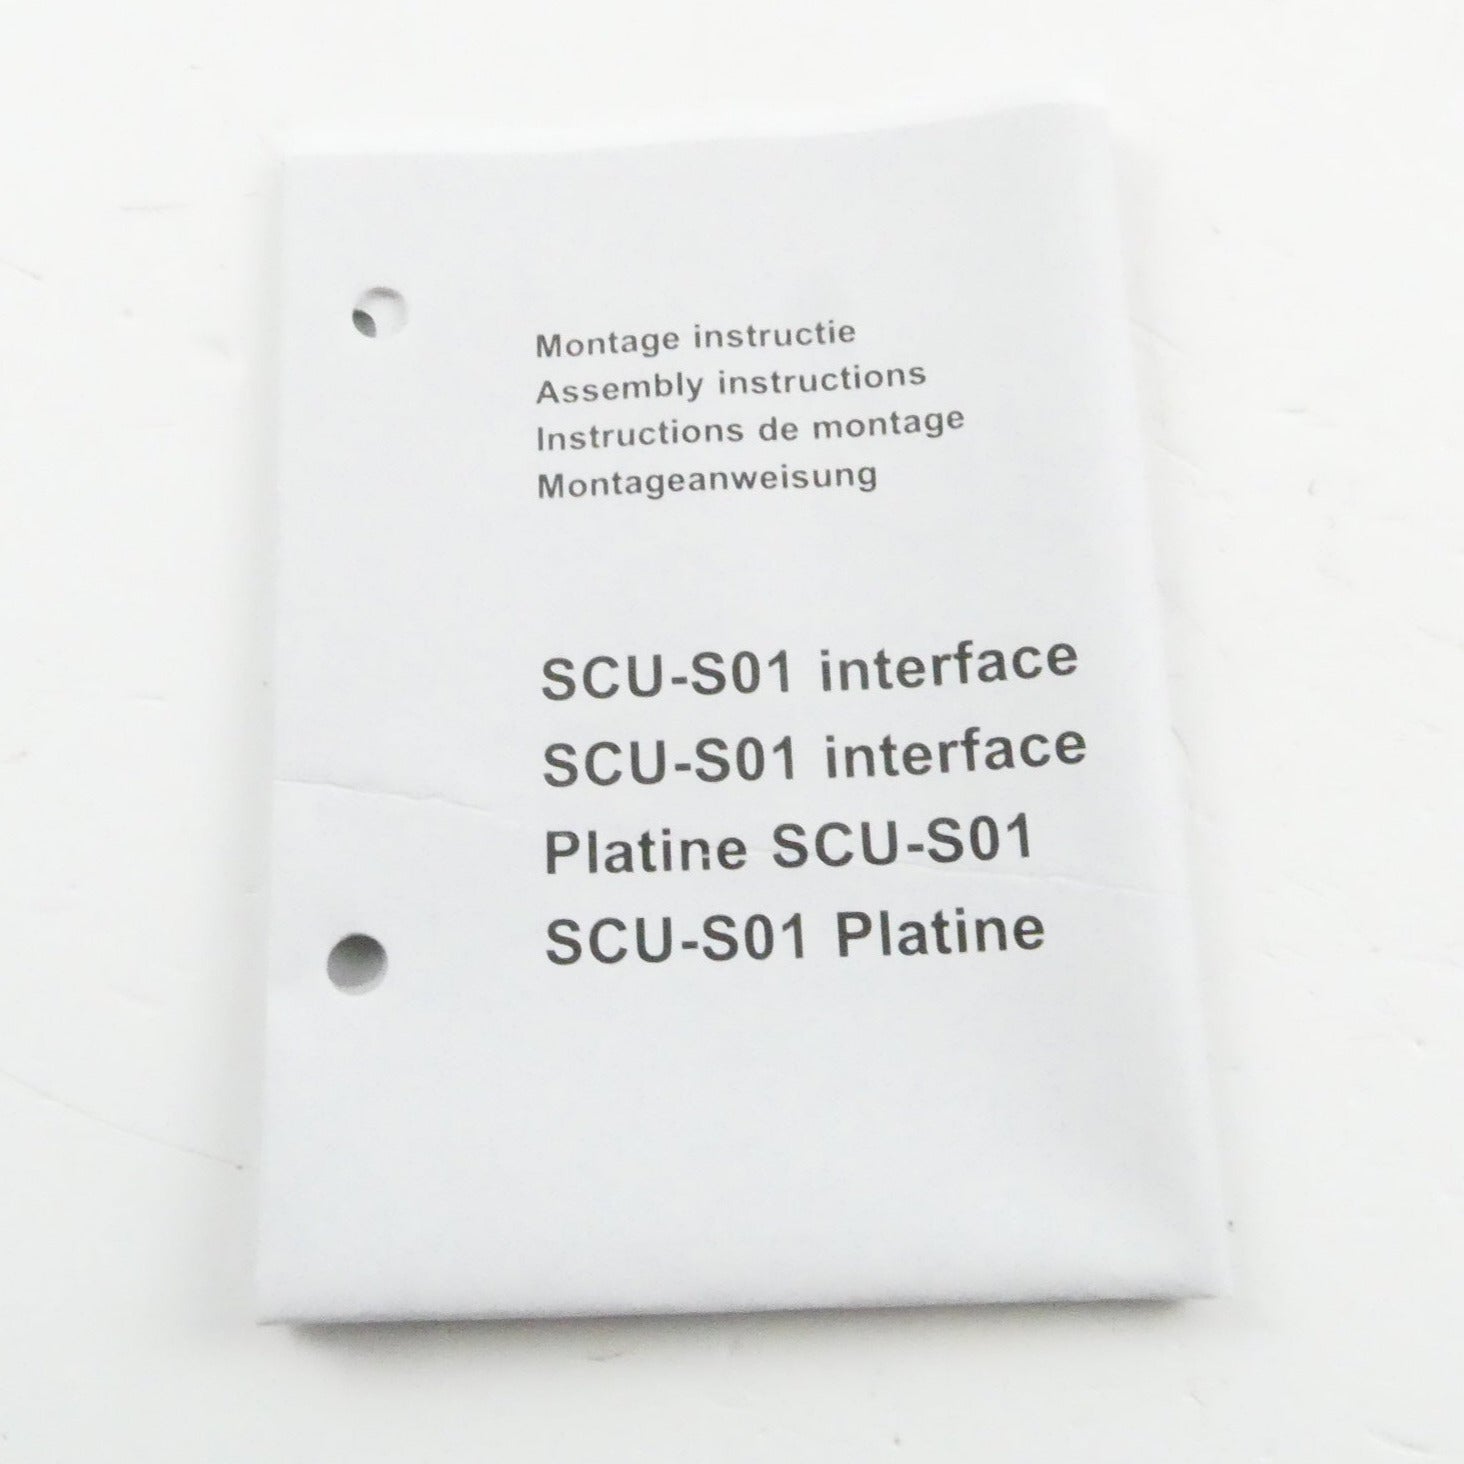 Montage instructie
Assembly instructions
Instructions de montage
Montageanweisung
SCU-S01 interface
SCU-S01 interface
Platine SCU-S01
SCU-S01 Platine